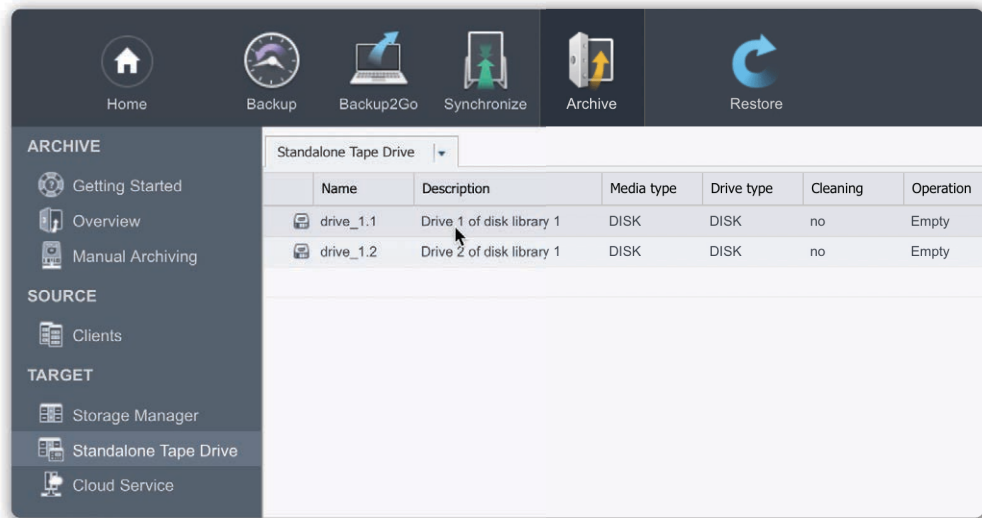 Home Backup Backup2Go Synchronize Archive Restore
ARCHIVE
Getting Started
Overview
Manual Archiving
SOURCE
Clients
TARGET
Storage Manager
Standalone Tape Drive
Cloud Service
Standalone Tape Drive
Name Description Media type Drive type Cleaning Operation
drive_1.1 Drive 1 of disk library 1 DISK DISK no Empty
drive_1.2 Drive 2 of disk library 1 DISK DISK no Empty